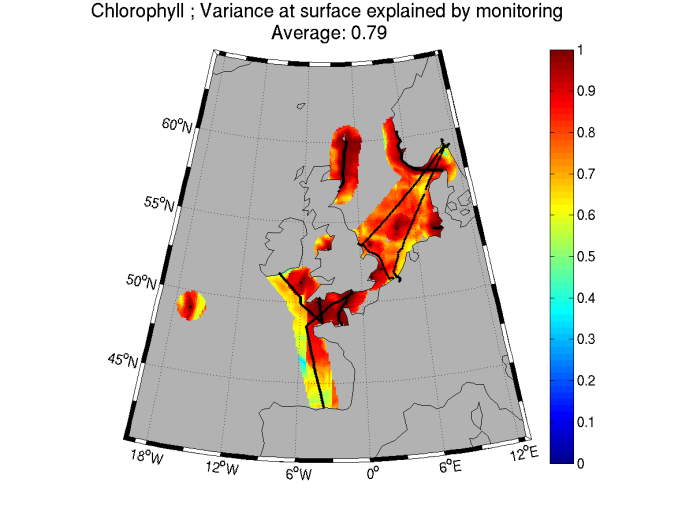 Chlorophyll ; Variance at surface explained by monitoring
Average: 0.79
60°N
55°N
50°N
45°N
18°W
12°W
6°W
0°
6°E
12°E
1
0.9
0.8
0.7
0.6
0.5
0.4
0.3
0.2
0.1
0